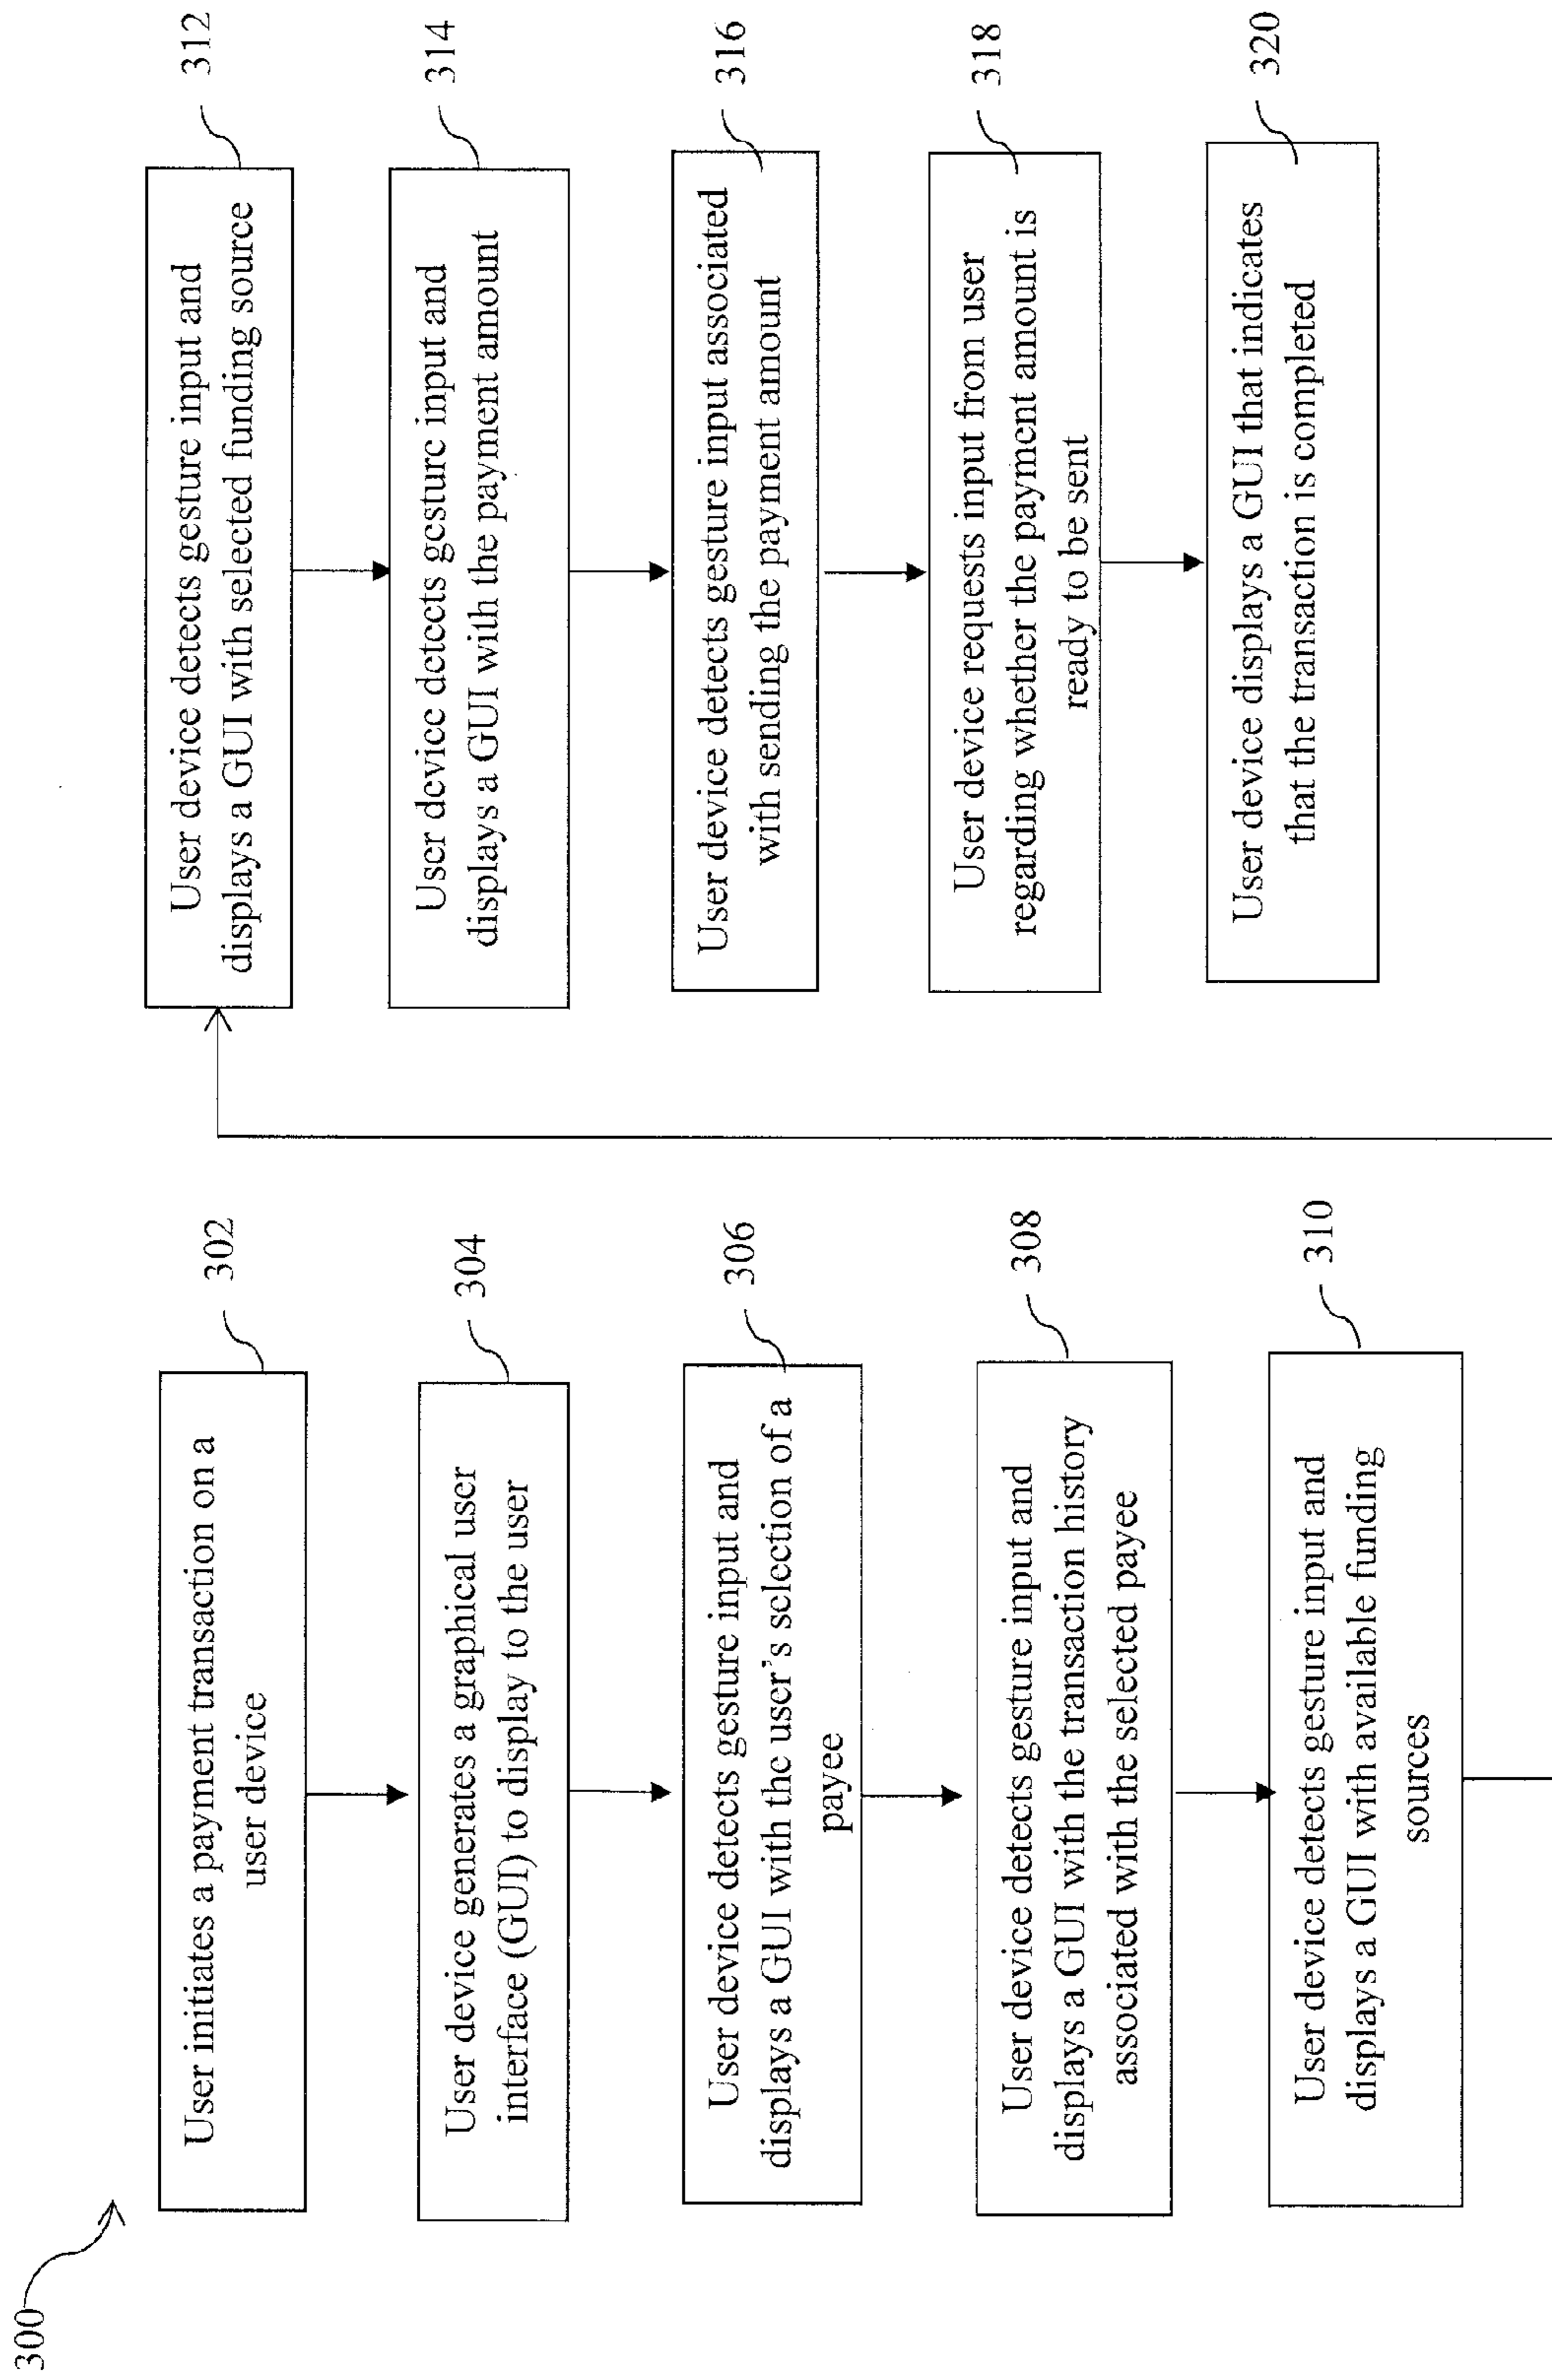 300
User initiates a payment transaction on a
user device
302
User device generates a graphical user
interface (GUI) to display to the user
304
User device detects gesture input and
displays a GUI with the user's selection of a
payee
306
User device detects gesture input and
displays a GUI with the transaction history
associated with the selected payee
308
User device detects gesture input and
displays a GUI with available funding
sources
310
User device detects gesture input and
displays a GUI with selected funding source
312
User device detects gesture input and
displays a GUI with the payment amount
314
User device detects gesture input associated
with sending the payment amount
316
User device requests input from user
regarding whether the payment amount is
ready to be sent
318
User device displays a GUI that indicates
that the transaction is completed
320